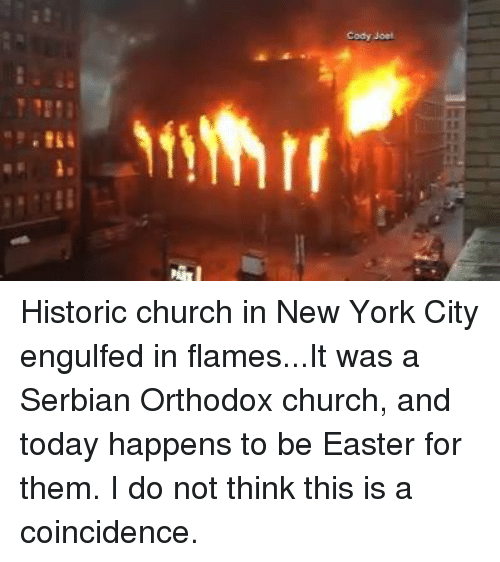 Cody Joel
PARK
Historic church in New York City
engulfed in flames...It was a
Serbian Orthodox church, and
today happens to be Easter for
them. I do not think this is a
coincidence.